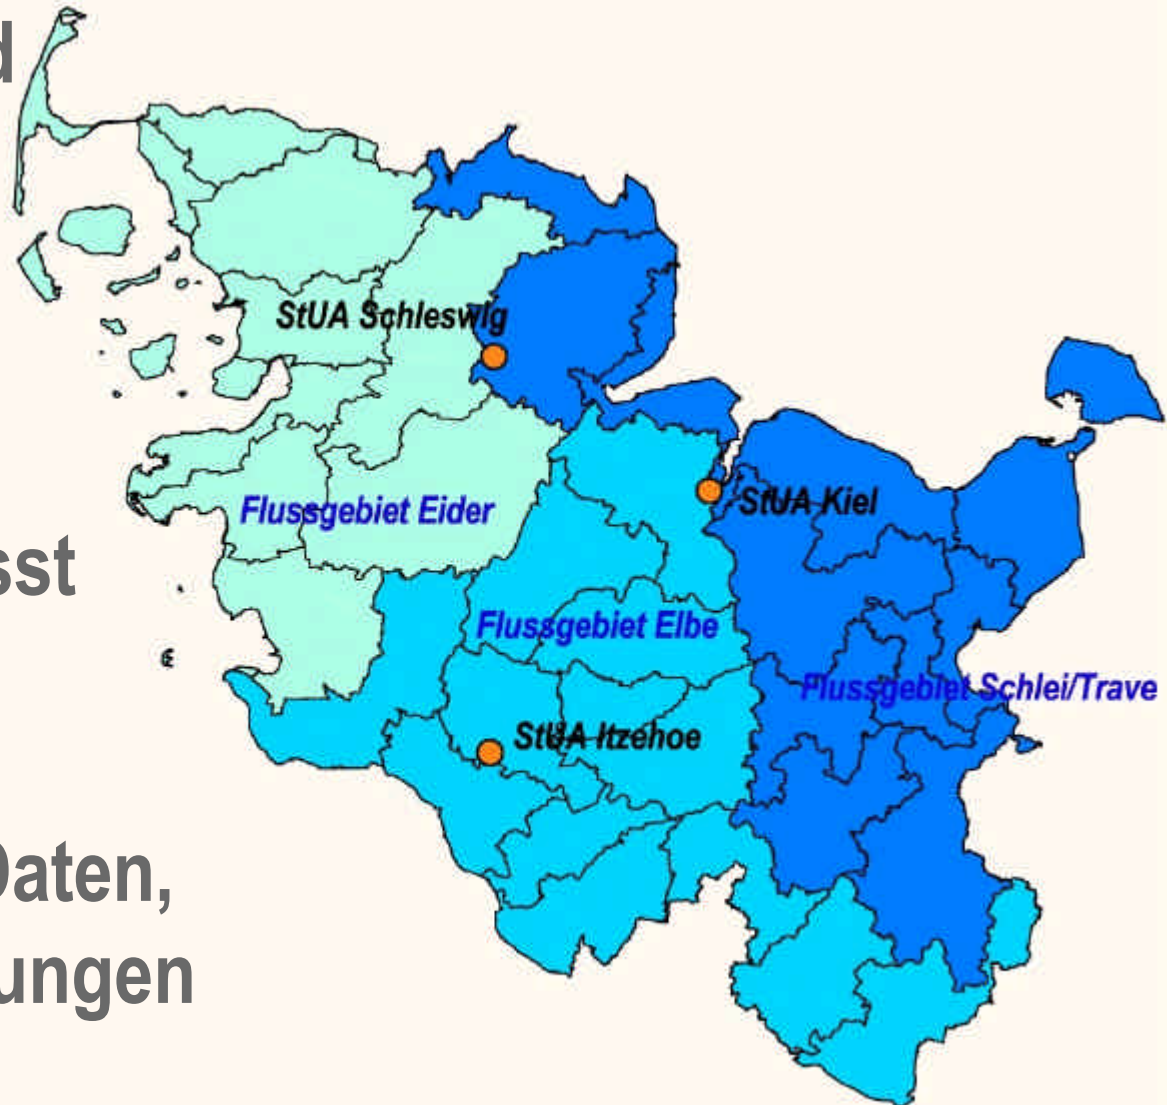 d
StUA Schleswig
StUA Kiel
Flussgebiet Eider
sst
Flussgebiet Elbe
Flussgebiet Schlei/Trave
StUA Itzehoe
Daten,
ungen